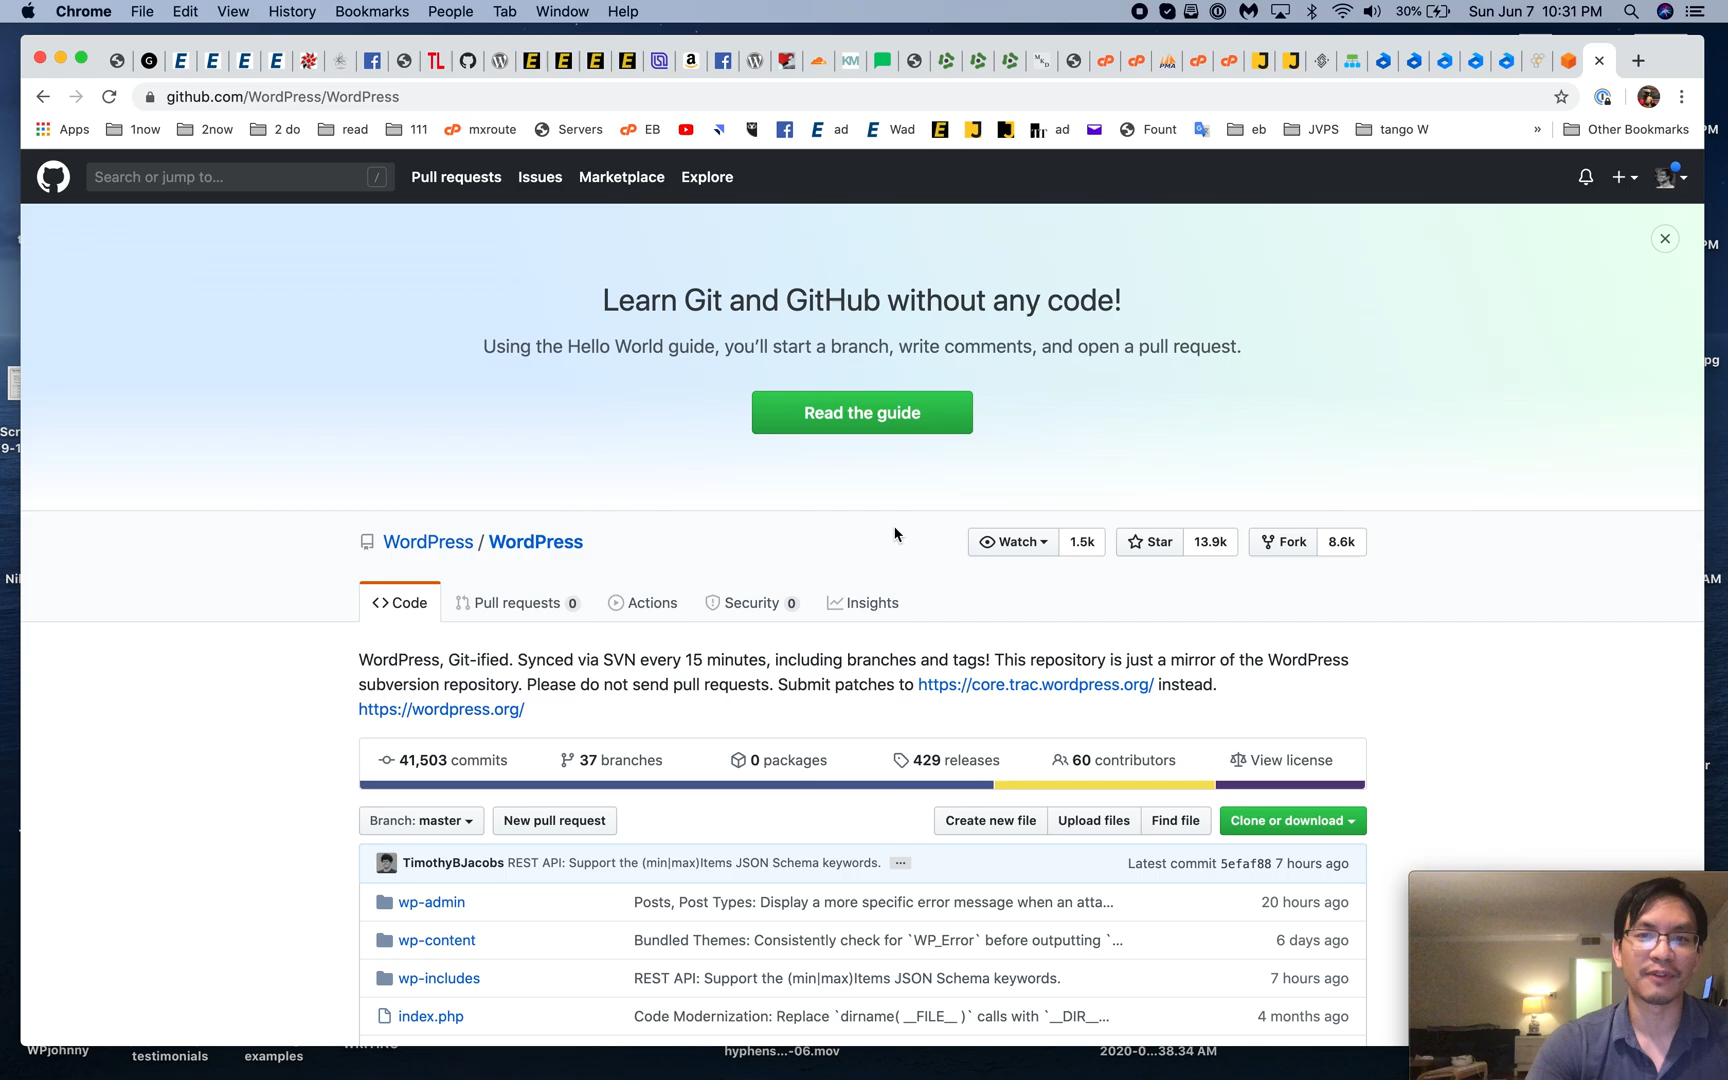 Chrome File Edit View History Bookmarks People Tab Window Help 30% Sun Jun 7 10:31 PM
github.com/WordPress/WordPress
Apps 1now 2now 2 do read 111 mxroute Servers EB ad Wad ad Fount eb JVPS tango W » Other Bookmarks
Search or jump to... / Pull requests Issues Marketplace Explore
Learn Git and GitHub without any code!
Using the Hello World guide, you’ll start a branch, write comments, and open a pull request.
Read the guide
WordPress / WordPress Watch 1.5k Star 13.9k Fork 8.6k
<> Code Pull requests 0 Actions Security 0 Insights
WordPress, Git-ified. Synced via SVN every 15 minutes, including branches and tags! This repository is just a mirror of the WordPress
subversion repository. Please do not send pull requests. Submit patches to https://core.trac.wordpress.org/ instead.
https://wordpress.org/
41,503 commits 37 branches 0 packages 429 releases 60 contributors View license
Branch: master New pull request Create new file Upload files Find file Clone or download
TimothyBJacobs REST API: Support the (min|max)Items JSON Schema keywords. ... Latest commit 5efaf88 7 hours ago
wp-admin Posts, Post Types: Display a more specific error message when an atta... 20 hours ago
wp-content Bundled Themes: Consistently check for `WP_Error` before outputting `... 6 days ago
wp-includes REST API: Support the (min|max)Items JSON Schema keywords. 7 hours ago
index.php Code Modernization: Replace `dirname( __FILE__ )` calls with `__DIR__... 4 months ago
WPjohnny testimonials examples hyphens...-06.mov 2020-0...38.34 AM